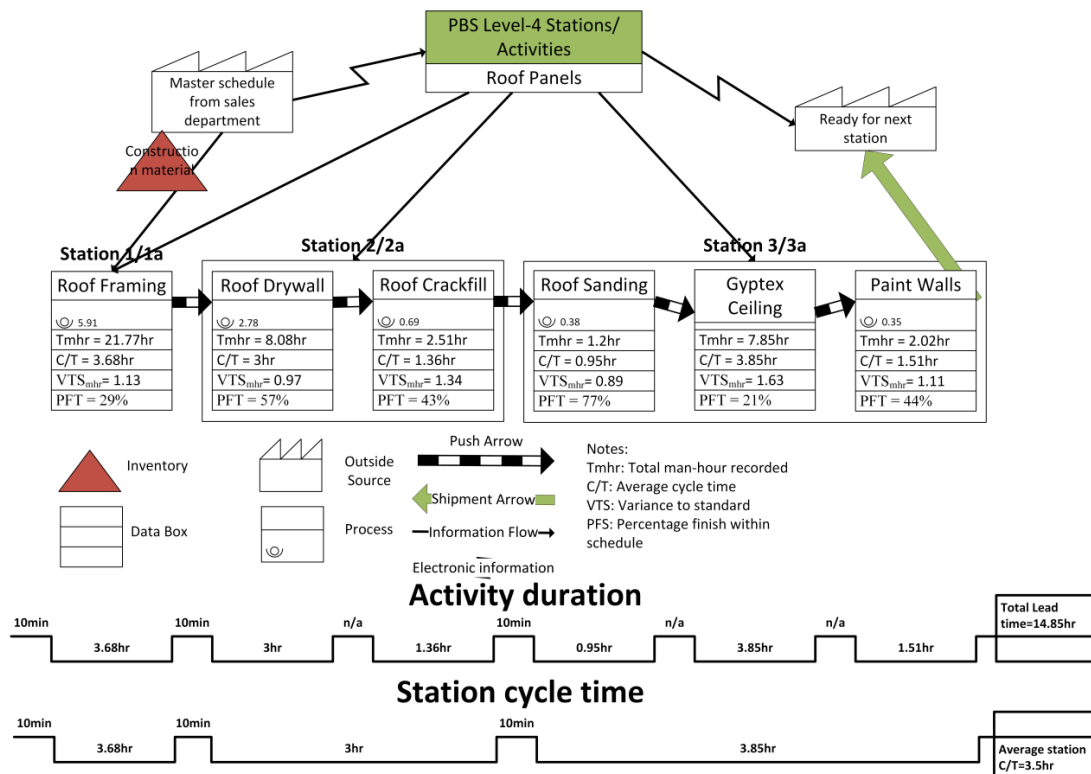 PBS Level-4 Stations/
Activities
Roof Panels
Master schedule
from sales
department
Constructio
n material
Ready for next
station
Station 1/1a
Station 2/2a
Station 3/3a
Roof Framing
5.91
Tmhr = 21.77hr
C/T= 3.68hr
VTSmhr= 1.13
PFT = 29%
Roof Drywall
2.78
Tmhr = 8.08hr
C/T= 3hr
VTSmhr= 0.97
PFT = 57%
Roof Crackfill
0.69
Tmhr = 2.51hr
C/T= 1.36hr
VTSmhr= 1.34
PFT = 43%
Roof Sanding
0.38
Tmhr = 1.2hr
C/T= 0.95hr
VTSmhr= 0.89
PFT = 77%
Gyptex
Ceiling
Tmhr = 7.85hr
C/T= 3.85hr
VTSmhr= 1.63
PFT = 21%
Paint Walls
0.35
Tmhr = 2.02hr
C/T= 1.51hr
VTSmhr= 1.11
PFT = 44%
Inventory
Data Box
Outside
Source
Process
Push Arrow
Shipment Arrow
Information Flow
Electronic information
Notes:
Tmhr: Total man-hour recorded
C/T: Average cycle time
VTS: Variance to standard
PFS: Percentage finish within
schedule
Activity duration
10min
3.68hr
10min
3hr
n/a
1.36hr
10min
0.95hr
n/a
3.85hr
n/a
1.51hr
Total Lead
time=14.85hr
Station cycle time
10min
3.68hr
10min
3hr
10min
3.85hr
Average station
C/T=3.5hr